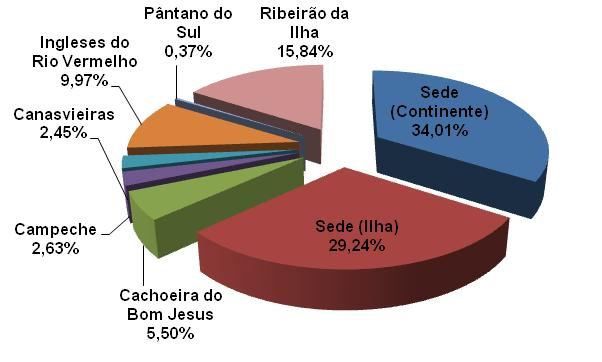 Pântano do
Sul
0,37%
Ribeirão da
Ilha
15,84%
Ingleses do
Rio Vermelho
9,97%
Sede
(Continente)
34,01%
Canasvieiras
2,45%
Campeche
2,63%
Sede (Ilha)
29,24%
Cachoeira do
Bom Jesus
5,50%